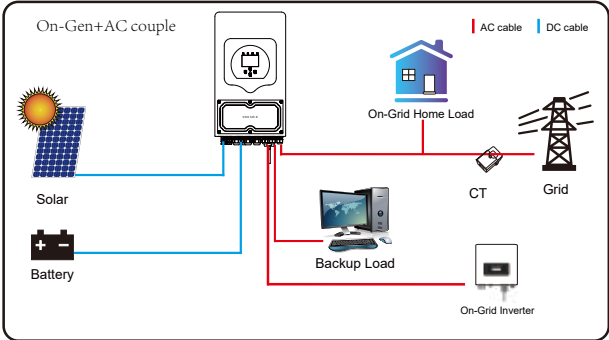 On-Gen+AC couple
AC cable
DC cable
On-Grid Home Load
CT
Grid
Solar
Battery
Backup Load
On-Grid Inverter